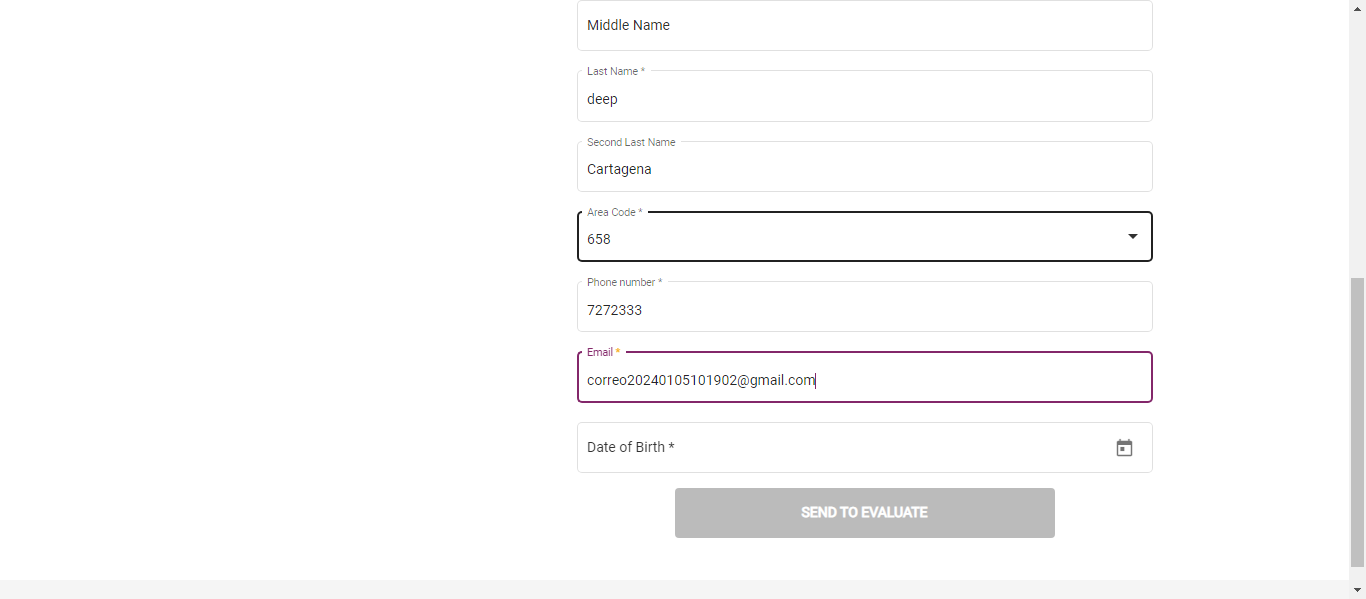 Middle Name
Last Name *
deep
Second Last Name
Cartagena
Area Code *
658
Phone number *
7272333
Email *
correo20240105101902@gmail.com
Date of Birth *
SEND TO EVALUATE